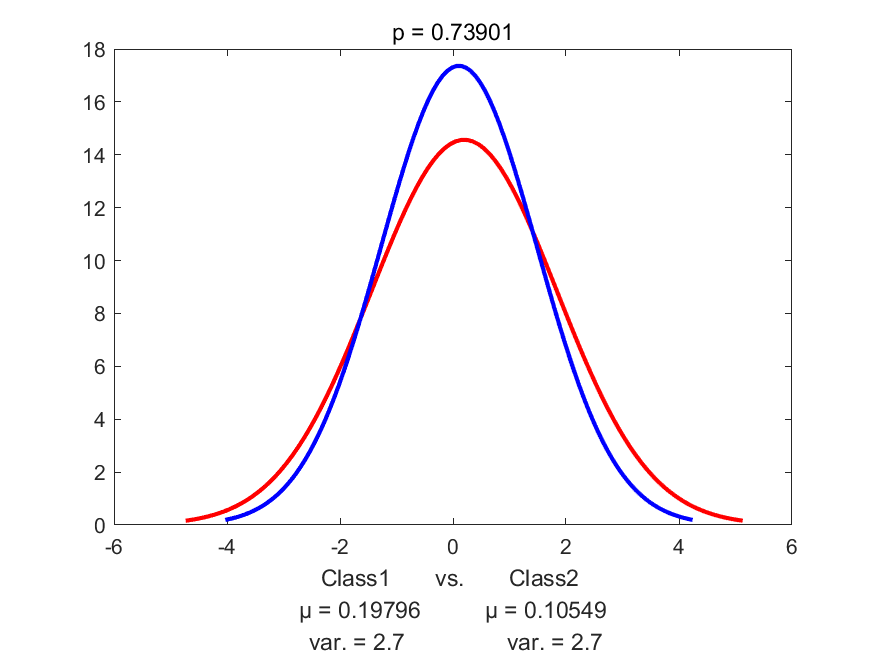 p = 0.73901
18
16
14
12
10
8
6
4
2
0
-6 -4 -2 0 2 4 6
Class1 vs. Class2
μ = 0.19796 μ = 0.10549
var. = 2.7 var. = 2.7